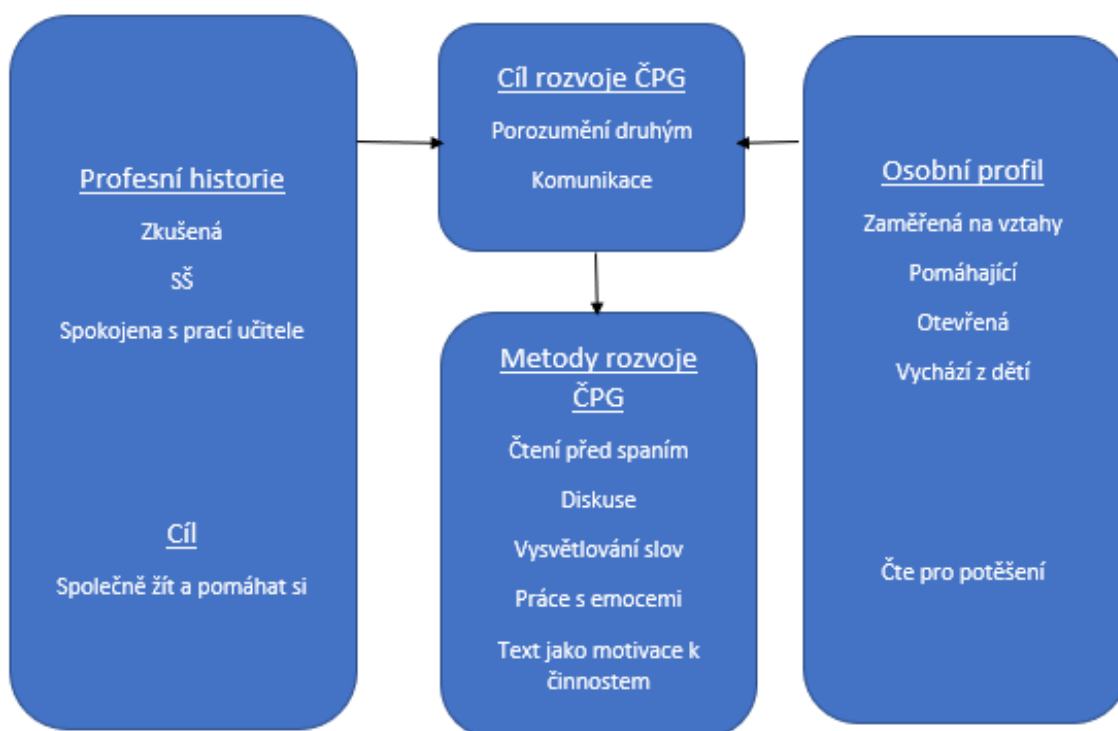 Profesní historie
Zkušená
SŠ
Spokojena s prací učitele
Cíl
Společně žít a pomáhat si
Cíl rozvoje ČPG
Porozumění druhým
Komunikace
Metody rozvoje
ČPG
Čtení před spaním
Diskuse
Vysvětlování slov
Práce s emocemi
Text jako motivace k
činnostem
Osobní profil
Zaměřená na vztahy
Pomáhající
Otevřená
Vychází z dětí
Čte pro potěšení